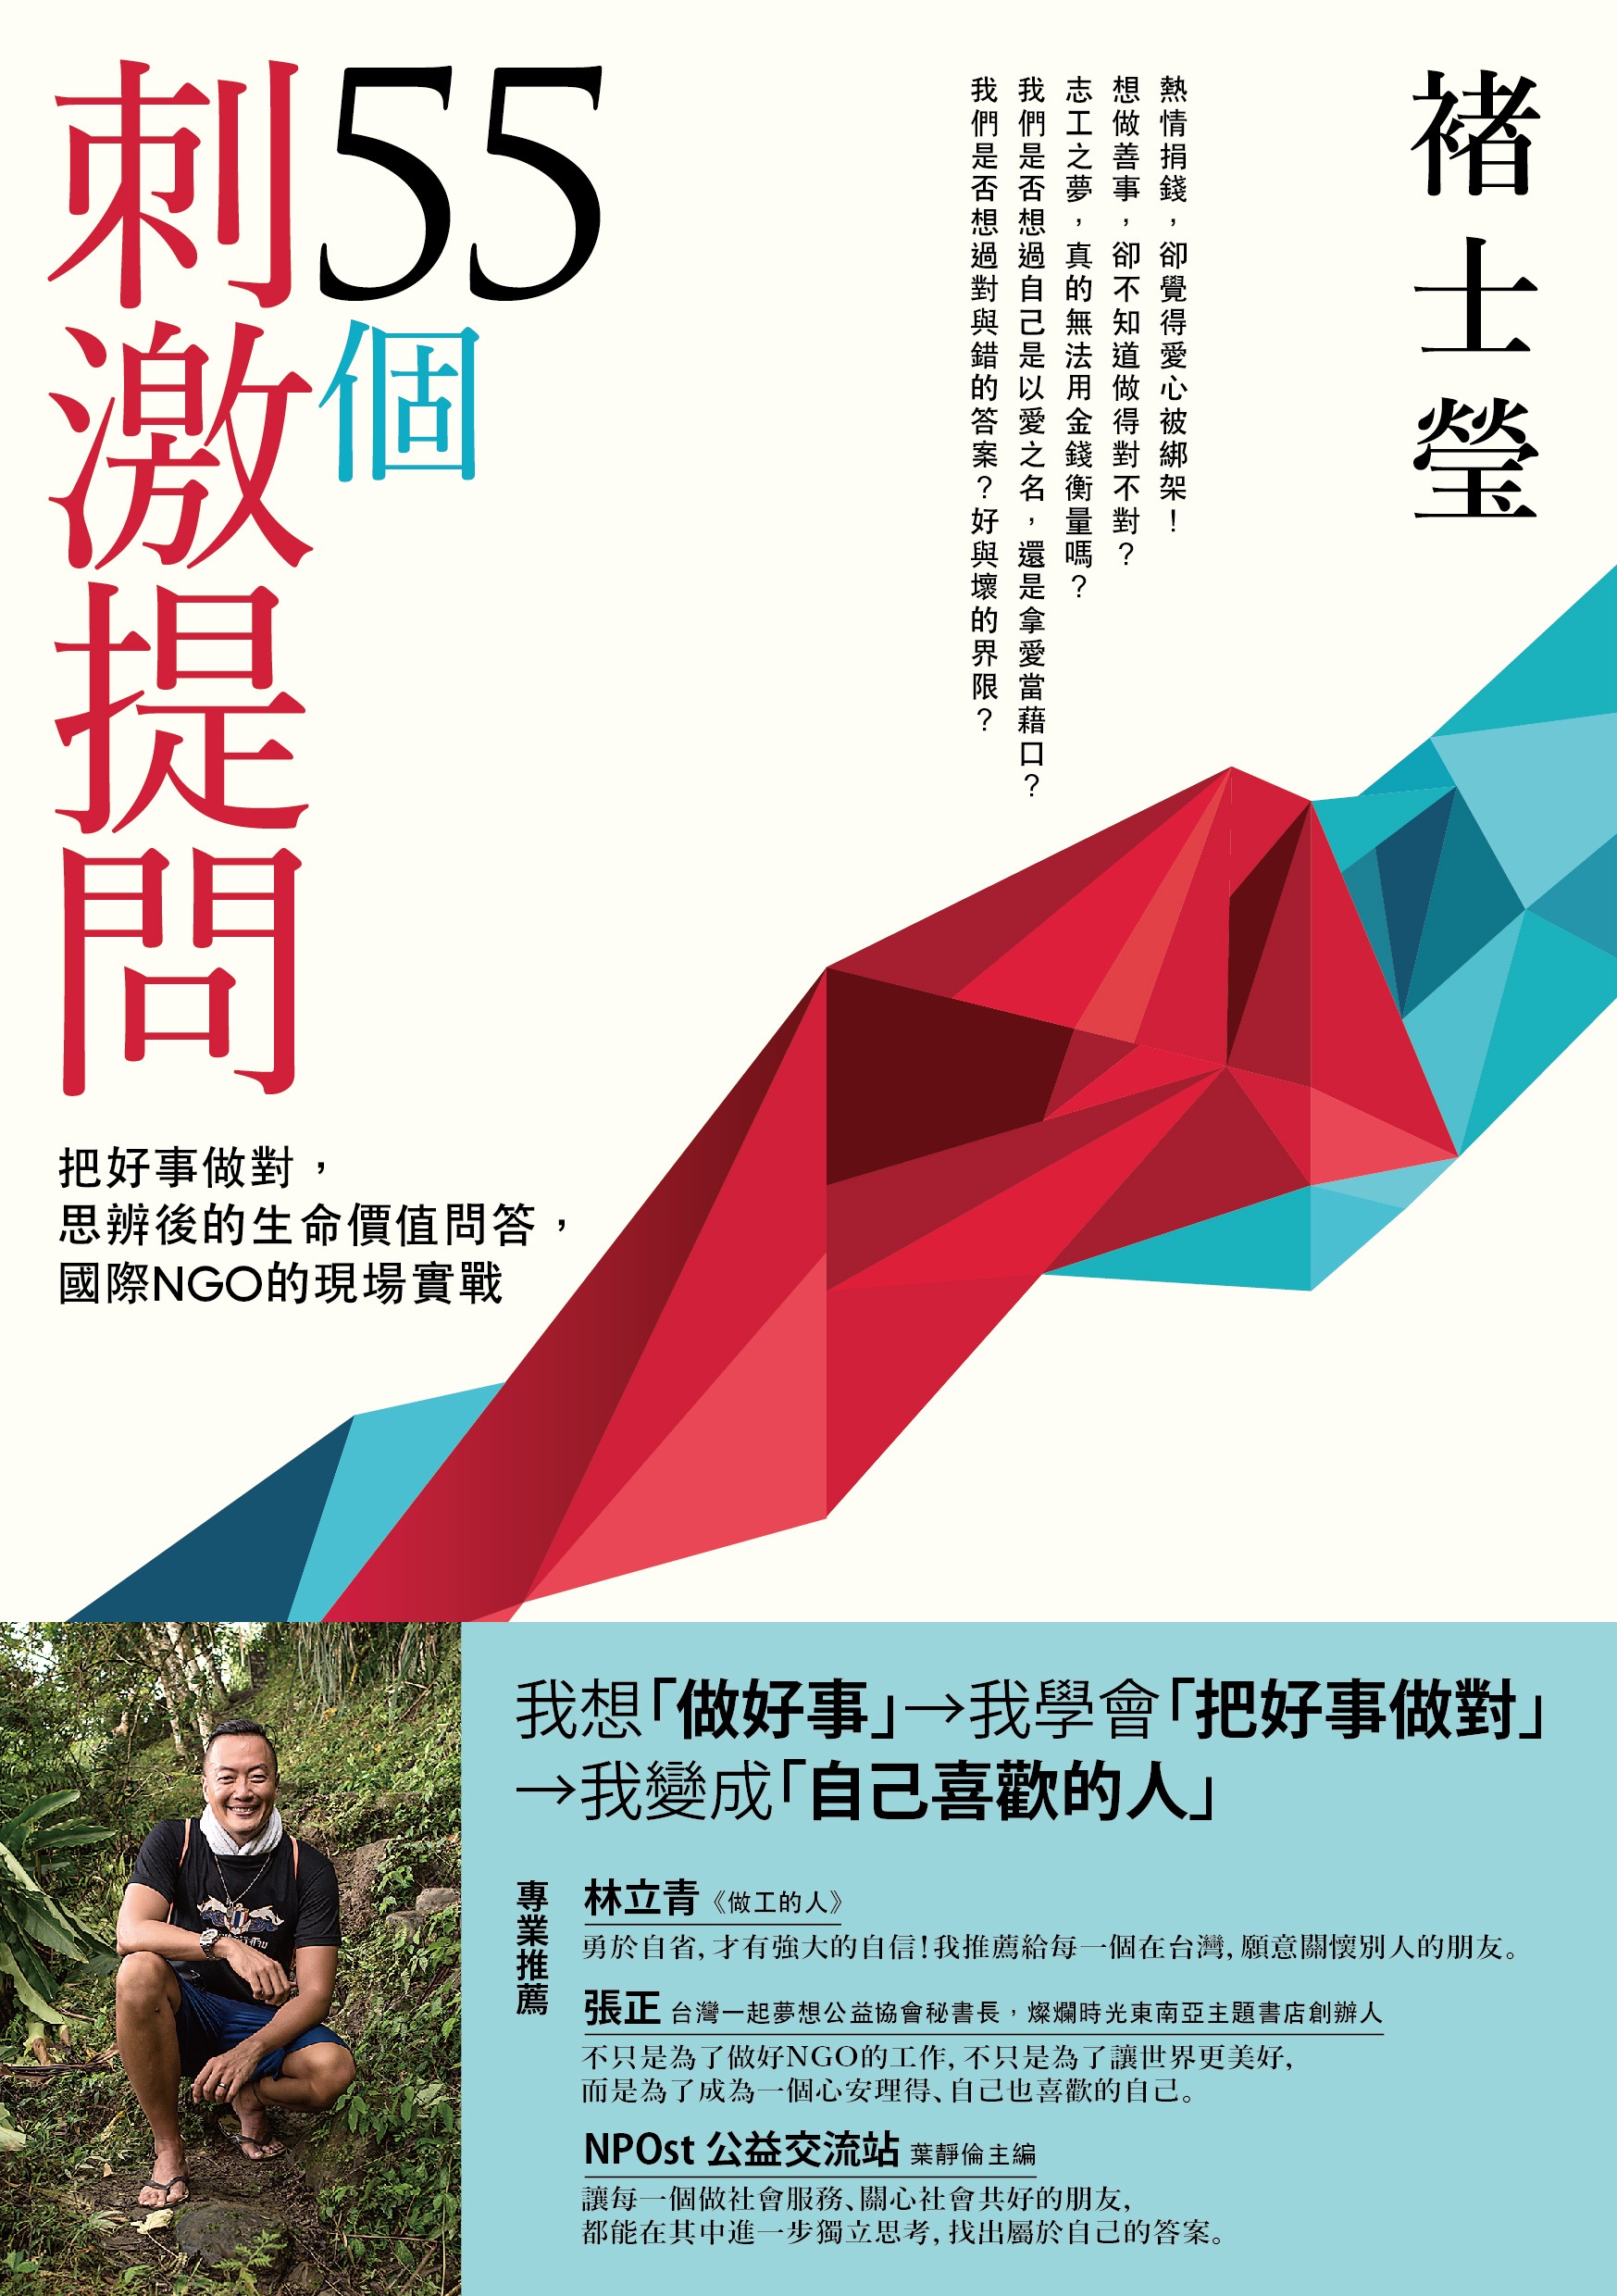 褚士瑩
熱情捐錢，卻覺得愛心被綁架！
想做善事，卻不知道做得對不對？
志工之夢，真的無法用金錢衡量嗎？
我們是否想過自己是以愛之名，還是拿愛當藉口？
我們是否想過對與錯的答案？好與壞的界限？
55個
刺激提問
把好事做對，
思辨後的生命價值問答，
國際NGO的現場實戰
我想「做好事」→我學會「把好事做對」
→我變成「自己喜歡的人」
專業推薦
林立青《做工的人》
勇於自省，才有強大的自信！我推薦給每一個在台灣，願意關懷別人的朋友。
張正 台灣一起夢想公益協會秘書長，燦爛時光東南亞主題書店創辦人
不只是為了做好NGO的工作，不只是為了讓世界更美好，
而是為了成為一個心安理得、自己也喜歡的自己。
NPOst 公益交流站 葉靜倫主編
讓每一個做社會服務、關心社會共好的朋友，
都能在其中進一步獨立思考，找出屬於自己的答案。